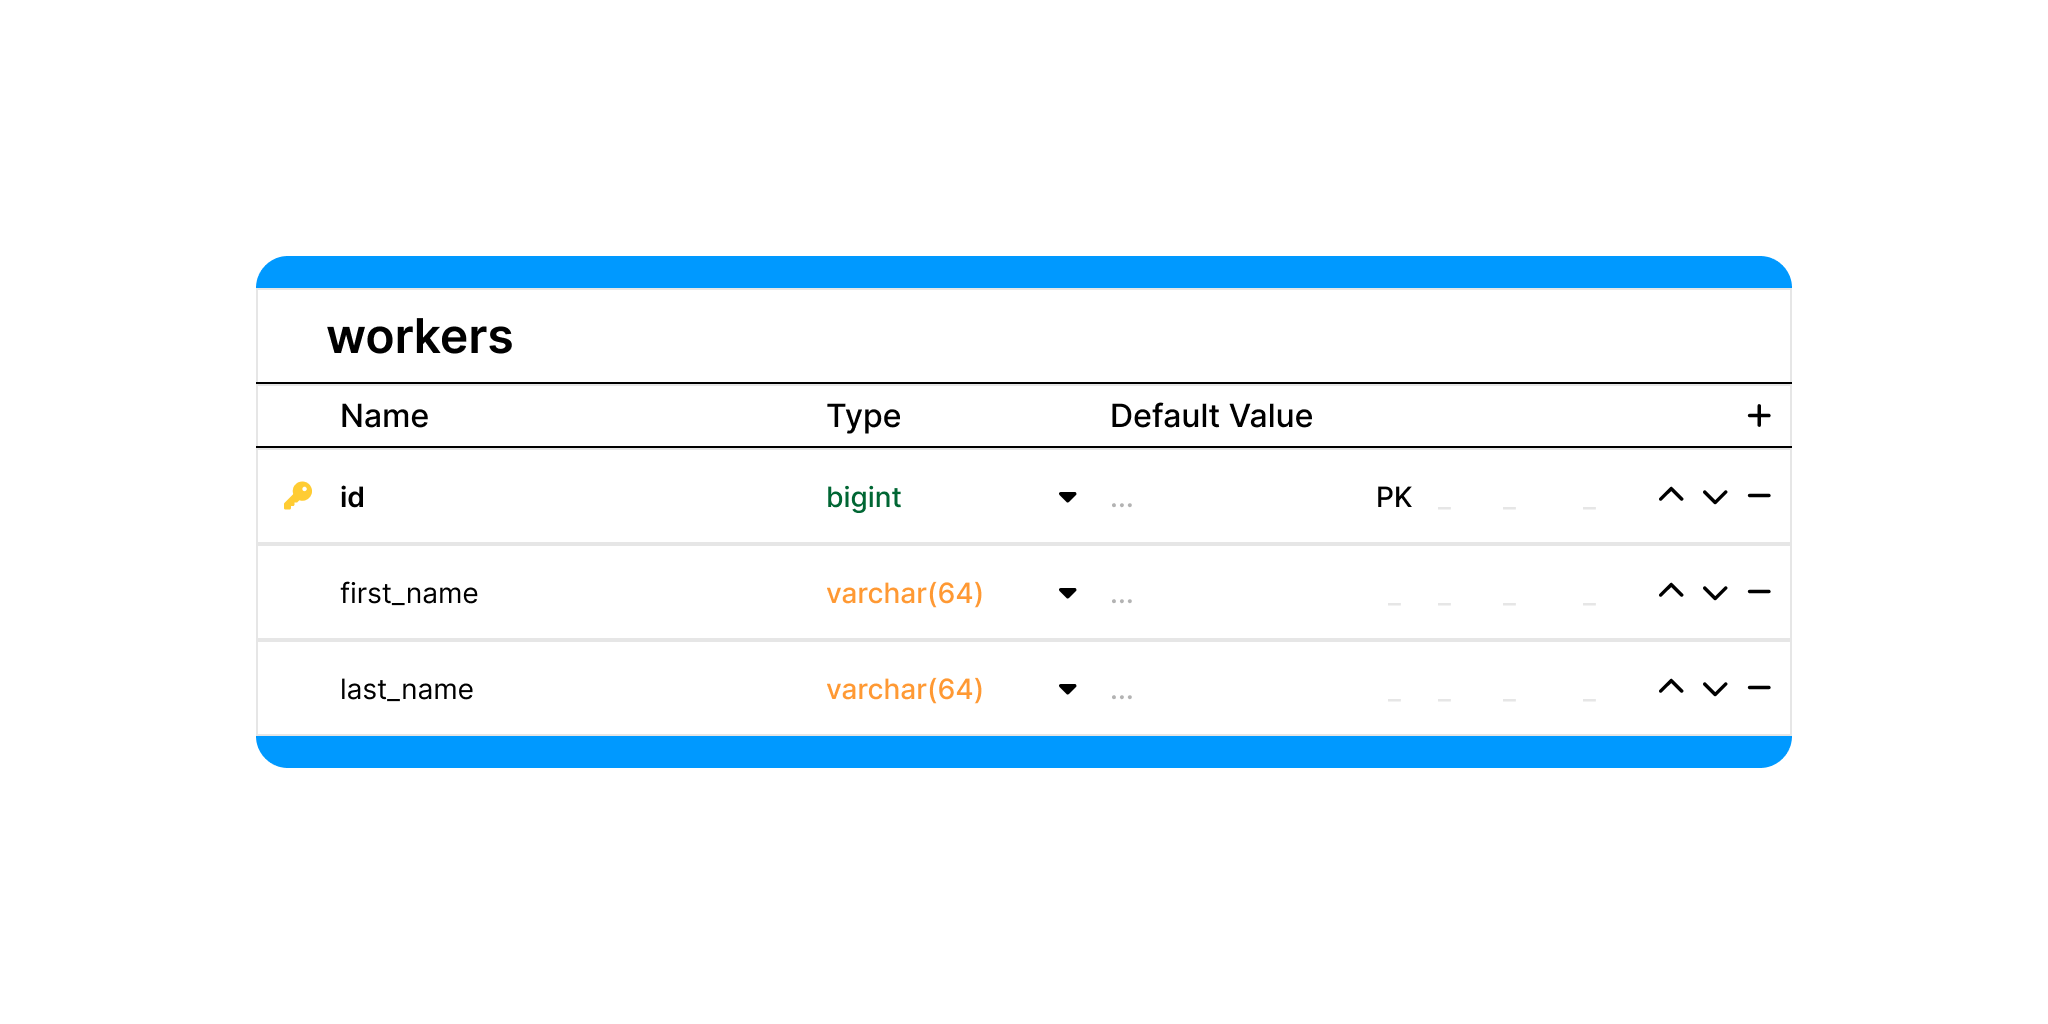 workers
Name Type Default Value +
id bigint ... PK _ _ _
first_name varchar(64) ... _ _ _ _
last_name varchar(64) ... _ _ _ _